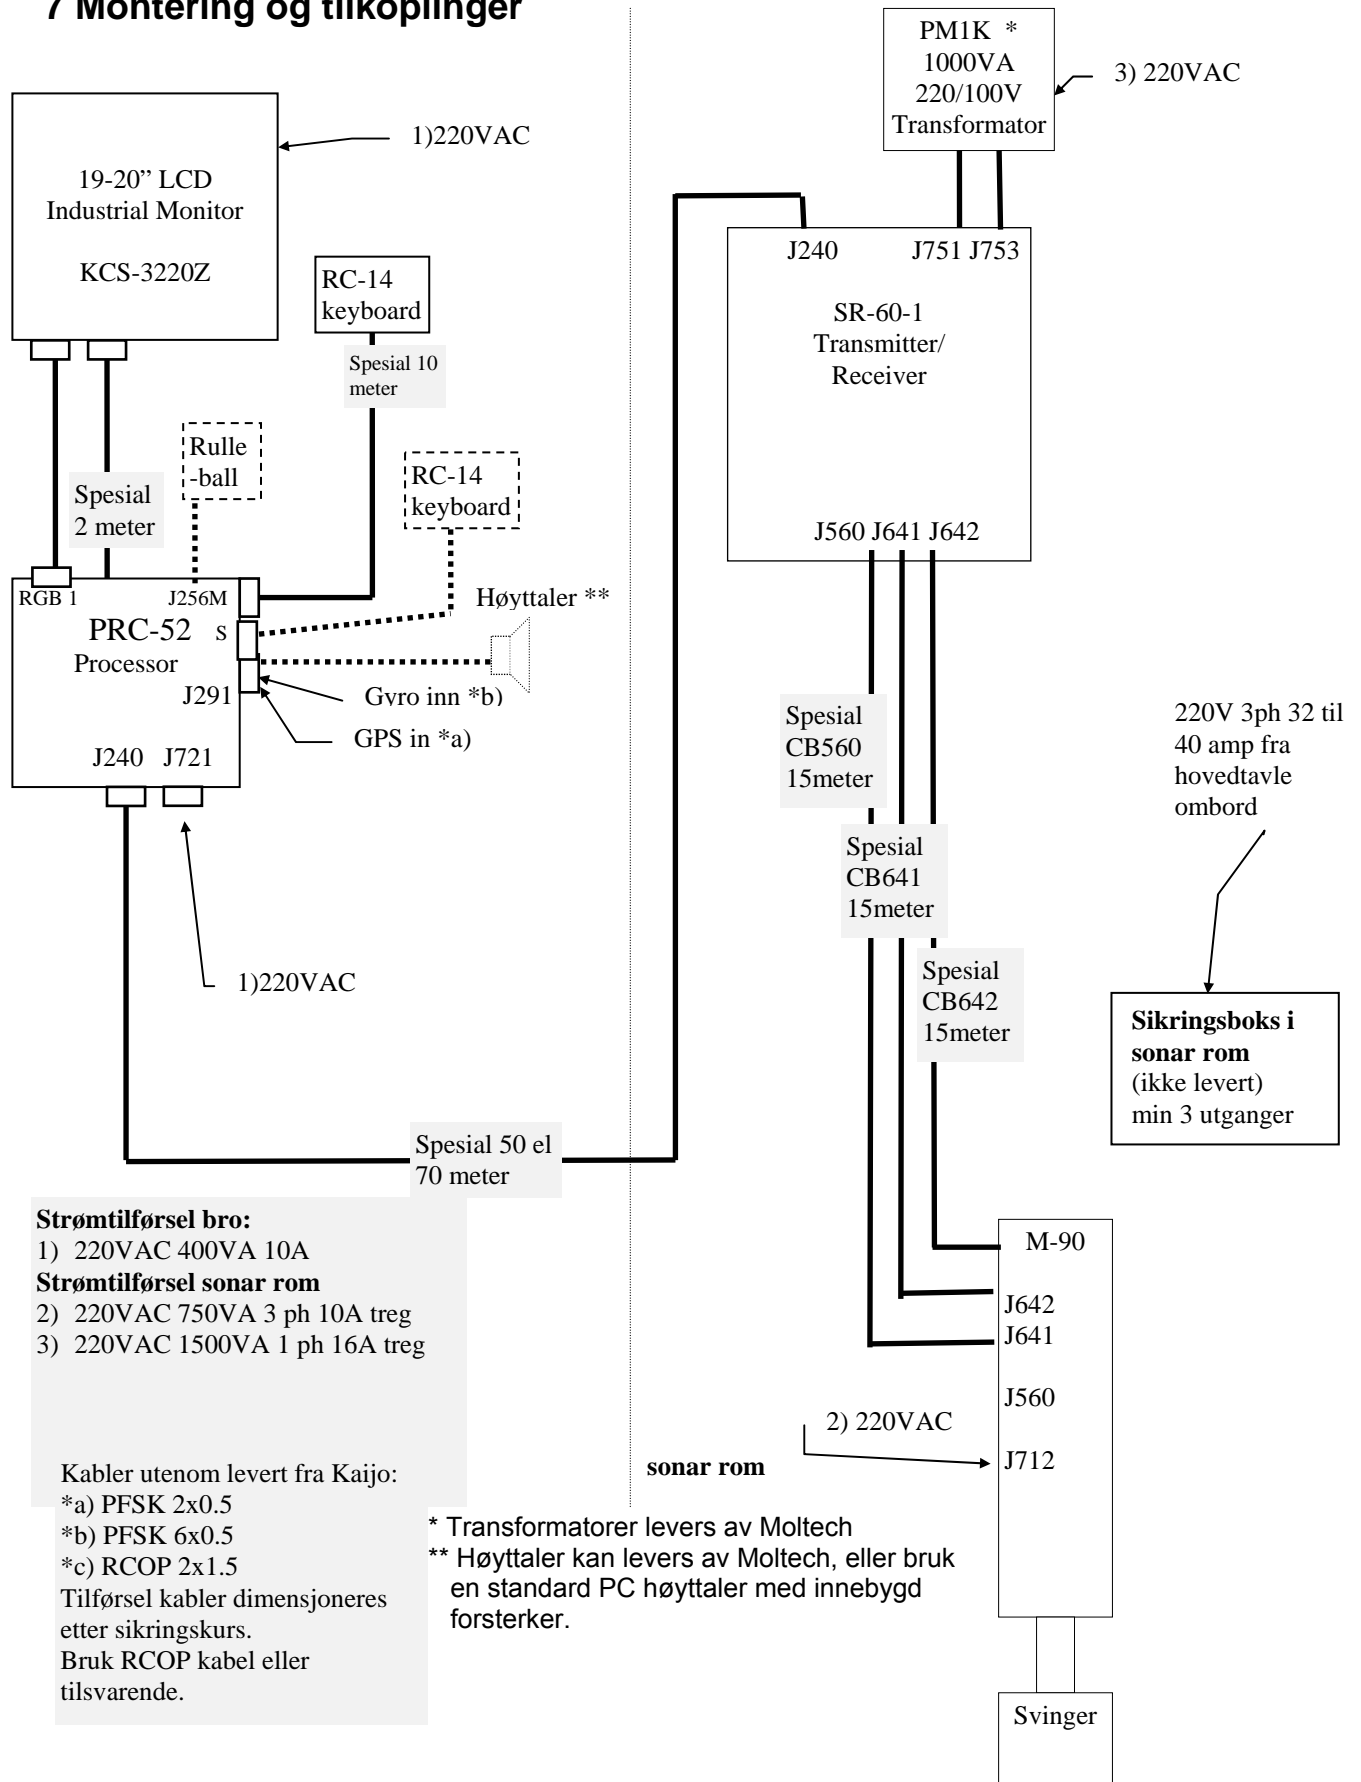 7 Montering og tilkoplinger
PM1K *
1000VA
220/100V
Transformator
3) 220VAC
1)220VAC
19-20” LCD
Industrial Monitor
KCS-3220Z
RC-14
keyboard
Spesial 10
meter
J240
J751 J753
SR-60-1
Transmitter/
Receiver
J560 J641 J642
Rulle
-ball
RC-14
keyboard
Spesial
2 meter
RGB 1
J256M
PRC-52
S
Processor
J291
J240 J721
Høyttaler **
Gyro inn *b)
GPS in *a)
1)220VAC
Spesial
CB560
15meter
Spesial
CB641
15meter
Spesial
CB642
15meter
220V 3ph 32 til
40 amp fra
hovedtavle
ombord
Sikringsboks i
sonar rom
(ikke levert)
min 3 utganger
Spesial 50 el
70 meter
Strømtilførsel bro:
1) 220VAC 400VA 10A
Strømtilførsel sonar rom
2) 220VAC 750VA 3 ph 10A treg
3) 220VAC 1500VA 1 ph 16A treg
M-90
J642
J641
J560
J712
2) 220VAC
sonar rom
Kabler utenom levert fra Kaijo:
*a) PFSK 2x0.5
*b) PFSK 6x0.5
*c) RCOP 2x1.5
Tilførsel kabler dimensjoneres
etter sikringskurs.
Bruk RCOP kabel eller
tilsvarende.
* Transformatorer levers av Moltech
** Høyttaler kan levers av Moltech, eller bruk
en standard PC høyttaler med innebygd
forsterker.
Svinger